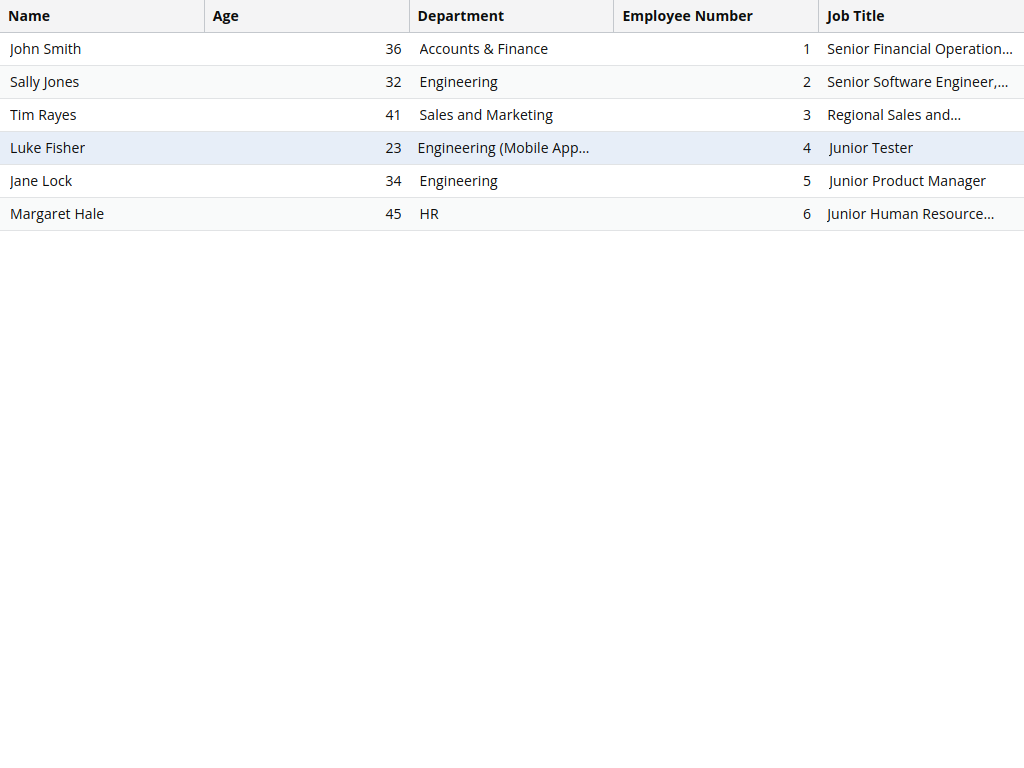 Name Age Department Employee Number Job Title
John Smith 36 Accounts & Finance 1 Senior Financial Operation...
Sally Jones 32 Engineering 2 Senior Software Engineer,...
Tim Rayes 41 Sales and Marketing 3 Regional Sales and...
Luke Fisher 23 Engineering (Mobile App... 4 Junior Tester
Jane Lock 34 Engineering 5 Junior Product Manager
Margaret Hale 45 HR 6 Junior Human Resource...